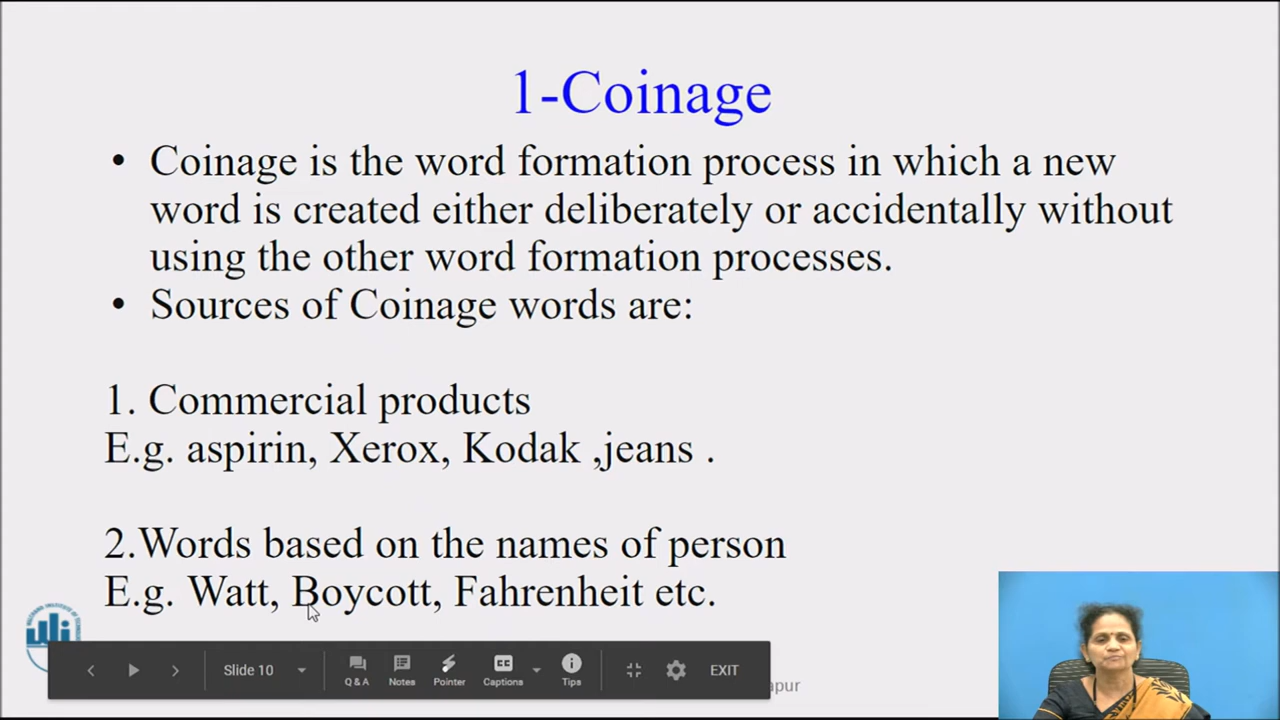 1-Coinage
• Coinage is the word formation process in which a new
word is created either deliberately or accidentally without
using the other word formation processes.
• Sources of Coinage words are:
1. Commercial products
E.g. aspirin, Xerox, Kodak ,jeans .
2.Words based on the names of person
E.g. Watt, Boycott, Fahrenheit etc.
Slide 10
Q & A
Notes
Pointer
CC
Captions
Tips
EXIT